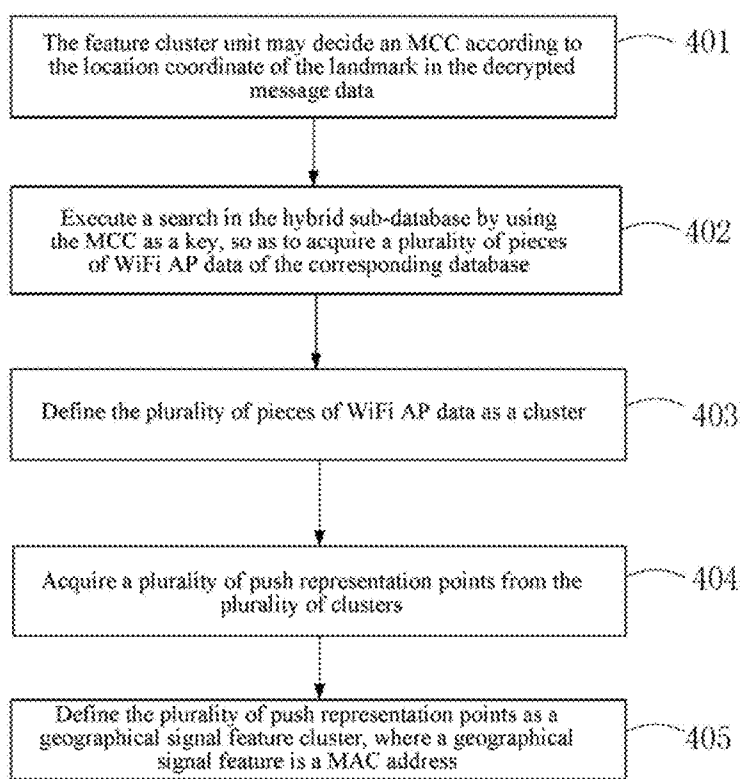 The feature cluster unit may decide an MCC according to
the location coordinate of the landmark in the decrypted
message data
401
Execute a search in the hybrid sub-database by using
the MCC as a key, so as to acquire a plurality of pieces
of WiFi AP data of the corresponding database
402
Define the plurality of pieces of WiFi AP data as a cluster
403
Acquire a plurality of push representation points from the
plurality of clusters
404
Define the plurality of push representation points as a
geographical signal feature cluster, where a geographical
signal feature is a MAC address
405